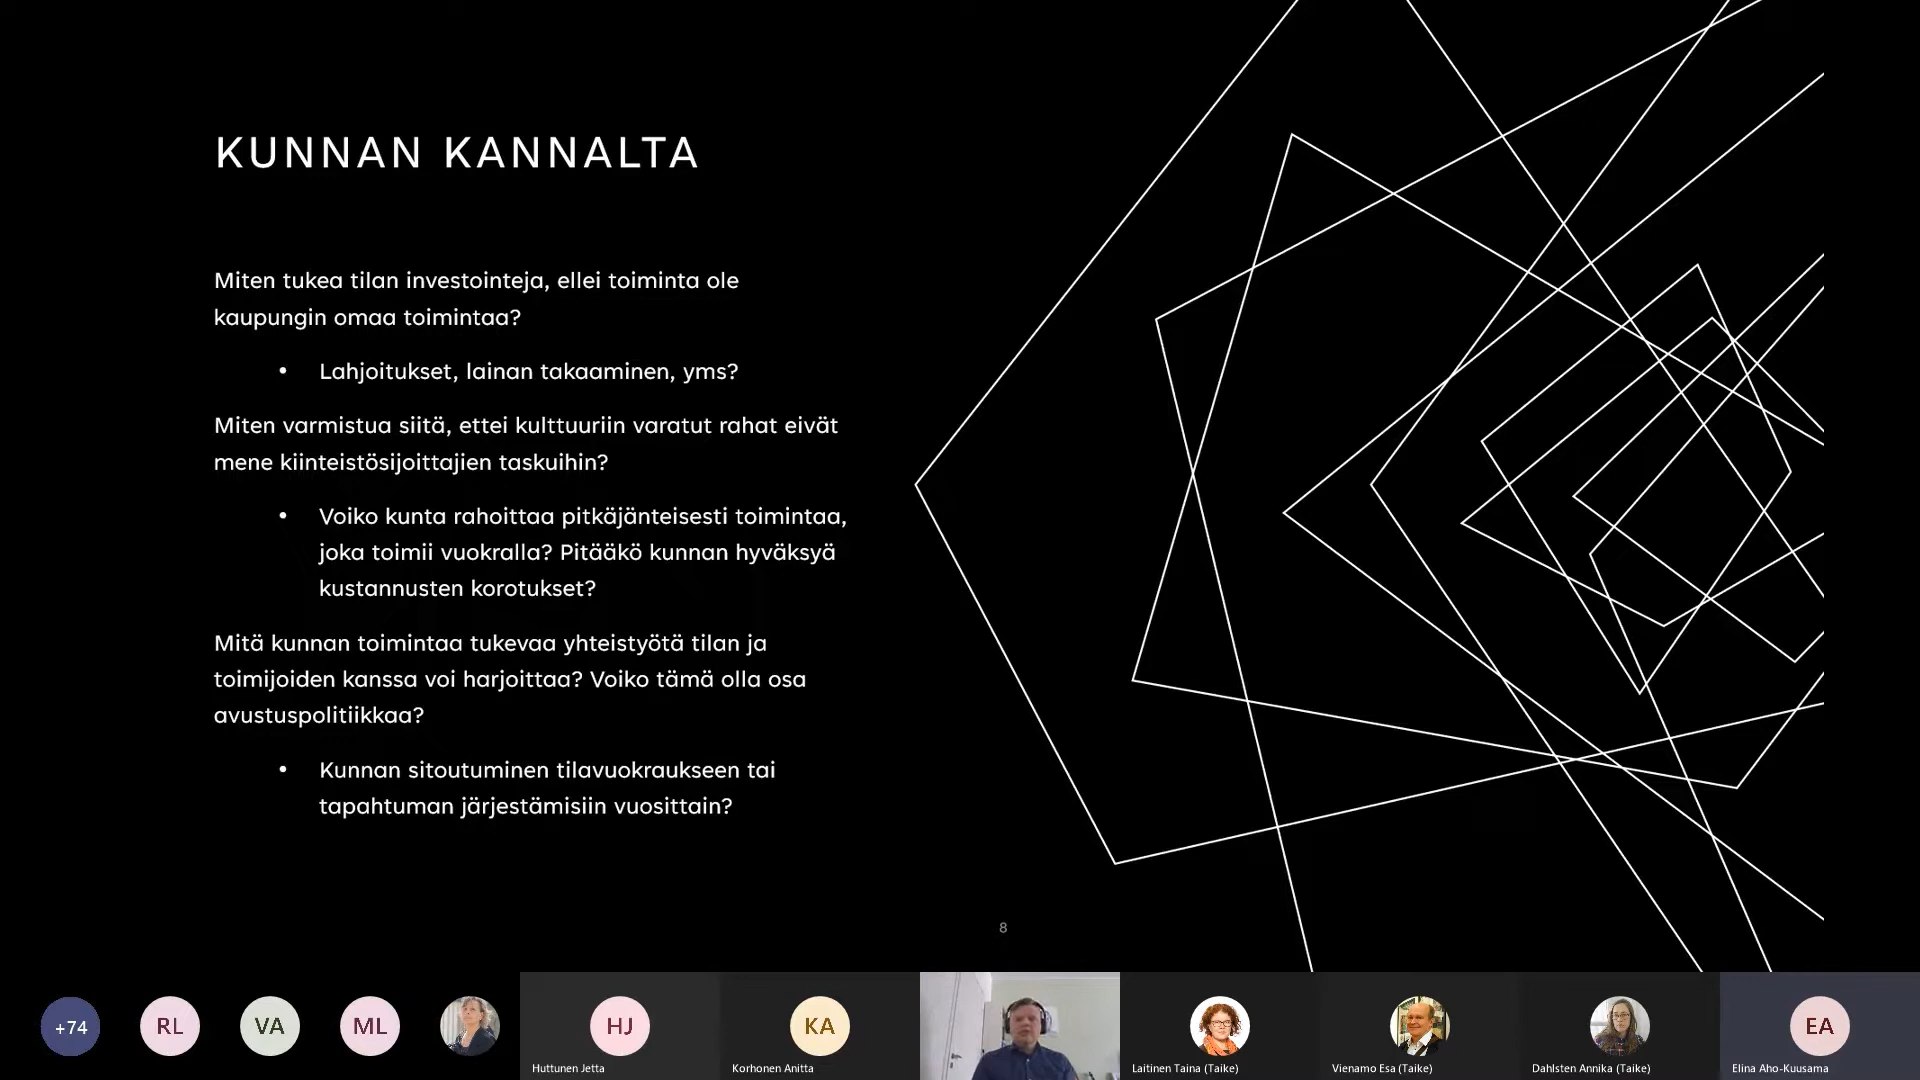 KUNNAN KANNALTA
Miten tukea tilan investointeja, ellei toiminta ole
kaupungin omaa toimintaa?
• Lahjoitukset, lainan takaaminen, yms?
Miten varmistua siitä, ettei kulttuuriin varatut rahat eivät
mene kiinteistösijoittajien taskuihin?
• Voiko kunta rahoittaa pitkäjänteisesti toimintaa,
joka toimii vuokralla? Pitääkö kunnan hyväksyä
kustannusten korotukset?
Mitä kunnan toimintaa tukevaa yhteistyötä tilan ja
toimijoiden kanssa voi harjoittaa? Voiko tämä olla osa
avustuspolitiikkaa?
• Kunnan sitoutuminen tilavuokraukseen tai
tapahtuman järjestämisiin vuosittain?
8
+74
RL
VA
ML
HJ
Huttunen Jetta
KA
Korhonen Anitta
Laitinen Taina (Taike)
Vienamo Esa (Taike)
Dahlsten Annika (Taike)
EA
Elina Aho-Kuusama